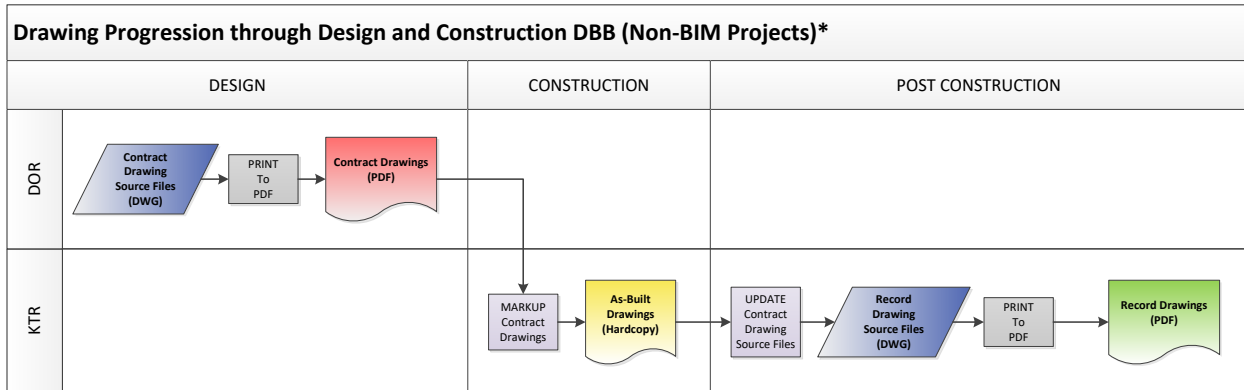 Drawing Progression through Design and Construction DBB (Non-BIM Projects)*
DESIGN
CONSTRUCTION
POST CONSTRUCTION
DOR
Contract
Drawing
Source Files
(DWG)
PRINT
To
PDF
Contract Drawings
(PDF)
KTR
MARKUP
Contract
Drawings
As-Built
Drawings
(Hardcopy)
UPDATE
Contract
Drawing
Source Files
Record
Drawing
Source Files
(DWG)
PRINT
To
PDF
Record Drawings
(PDF)